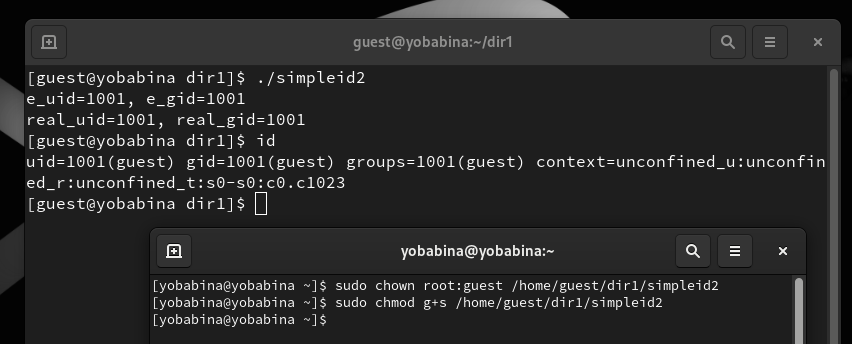 guest@yobabina:~/dir1
[guest@yobabina dir1]$ ./simpleid2
e_uid=1001, e_gid=1001
real_uid=1001, real_gid=1001
[guest@yobabina dir1]$ id
uid=1001(guest) gid=1001(guest) groups=1001(guest) context=unconfined_u:unconfin
ed_r:unconfined_t:s0-s0:c0.c1023
[guest@yobabina dir1]$
yobabina@yobabina:~
[yobabina@yobabina ~]$ sudo chown root:guest /home/guest/dir1/simpleid2
[yobabina@yobabina ~]$ sudo chmod g+s /home/guest/dir1/simpleid2
[yobabina@yobabina ~]$